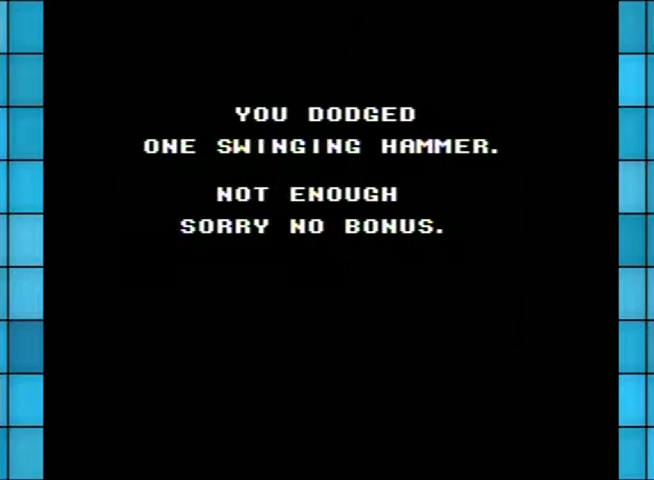 YOU DODGED
ONE SWINGING HAMMER.
NOT ENOUGH
SORRY NO BONUS.